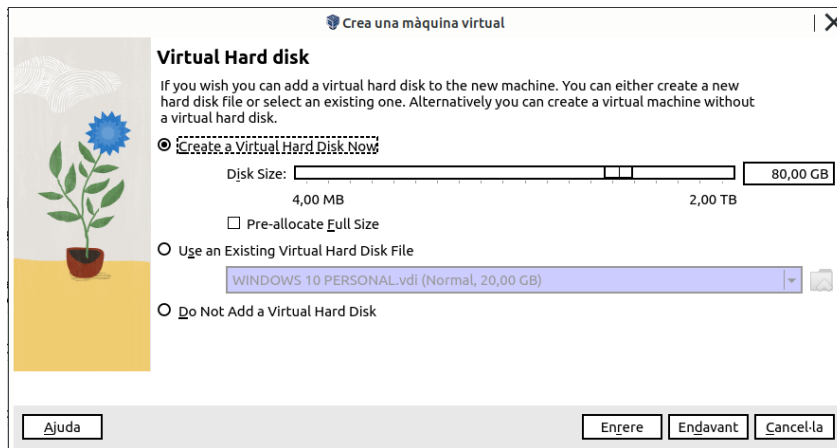 Crea una màquina virtual
Virtual Hard disk
If you wish you can add a virtual hard disk to the new machine. You can either create a new
hard disk file or select an existing one. Alternatively you can create a virtual machine without
a virtual hard disk.
Create a Virtual Hard Disk Now
Disk Size:
80,00 GB
4,00 MB
2,00 TB
Pre-allocate Full Size
Use an Existing Virtual Hard Disk File
WINDOWS 10 PERSONAL.vdi (Normal, 20,00 GB)
Do Not Add a Virtual Hard Disk
Ajuda
Enrere
Endavant
Cancel·la